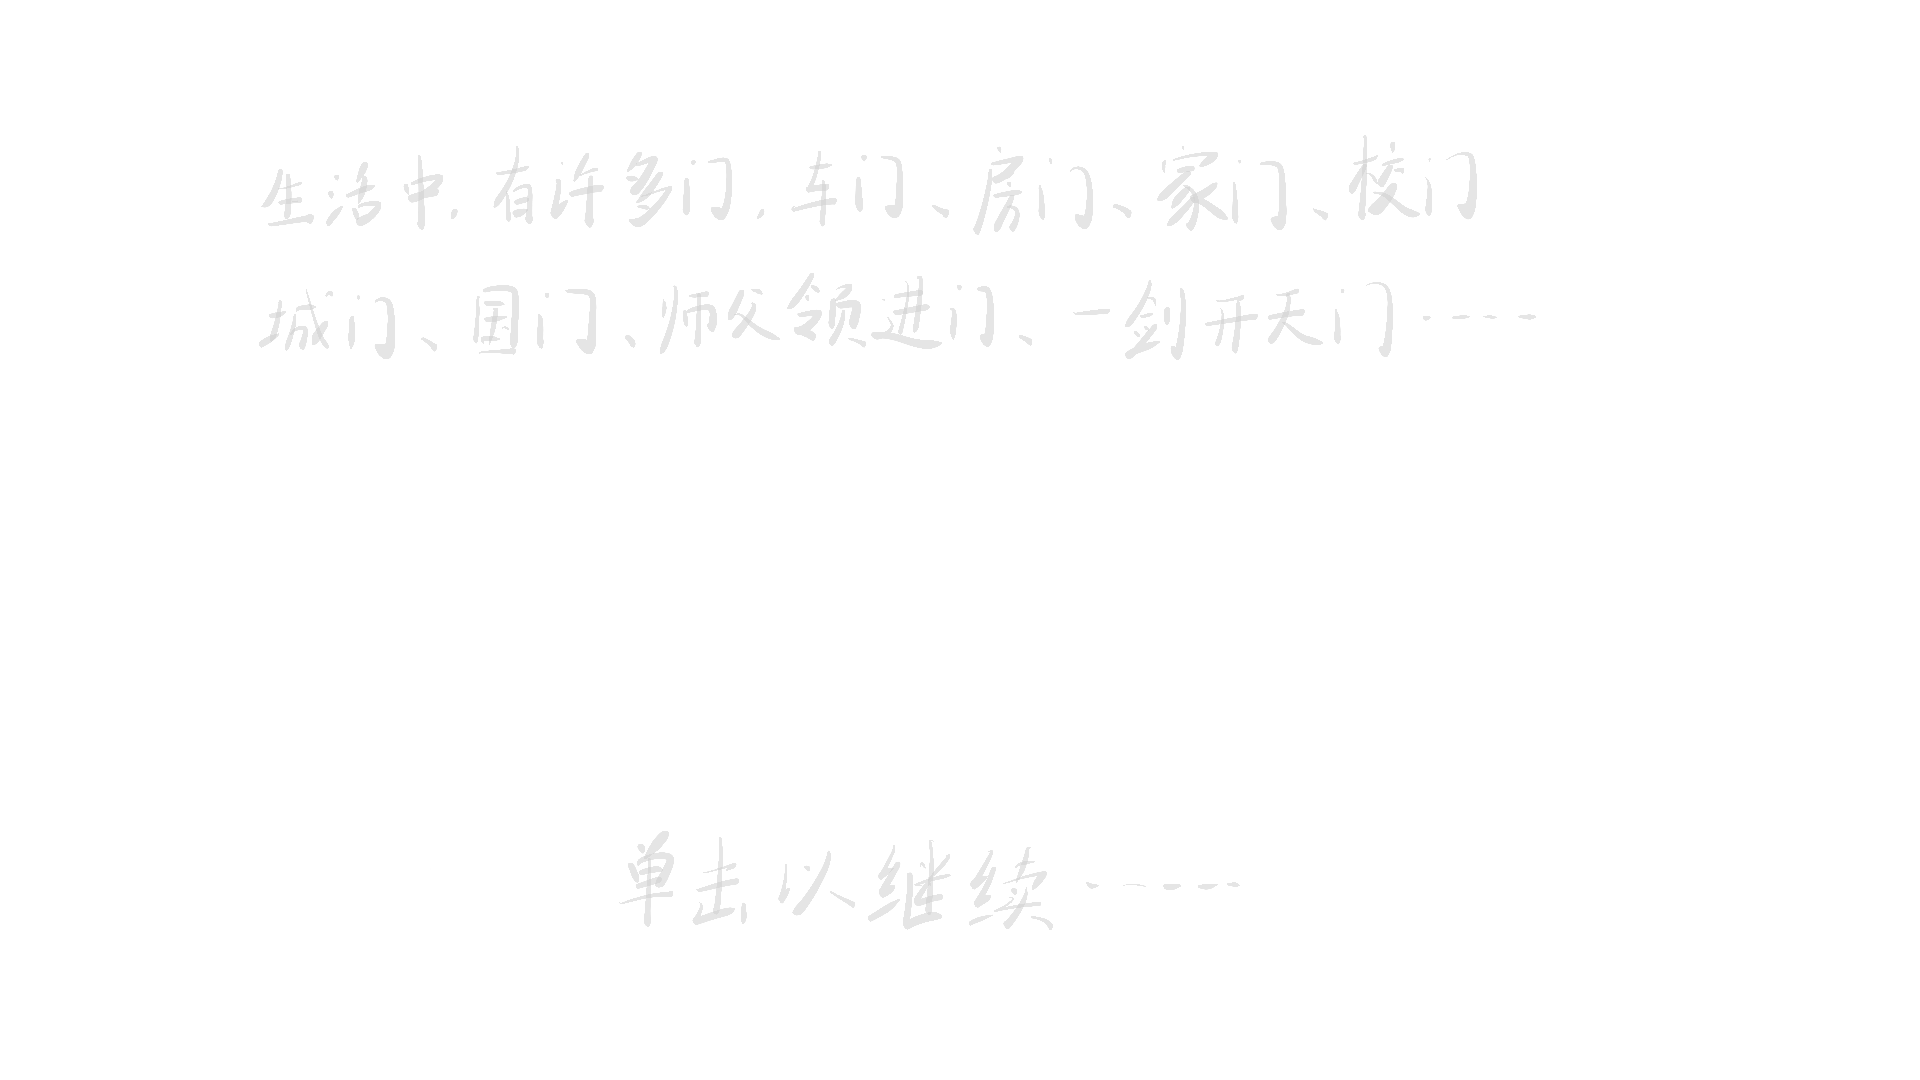 生活中，有许多门，车门、房门、家门、校门
城门、国门、师父领进门、一剑开天门……
单击以继续……